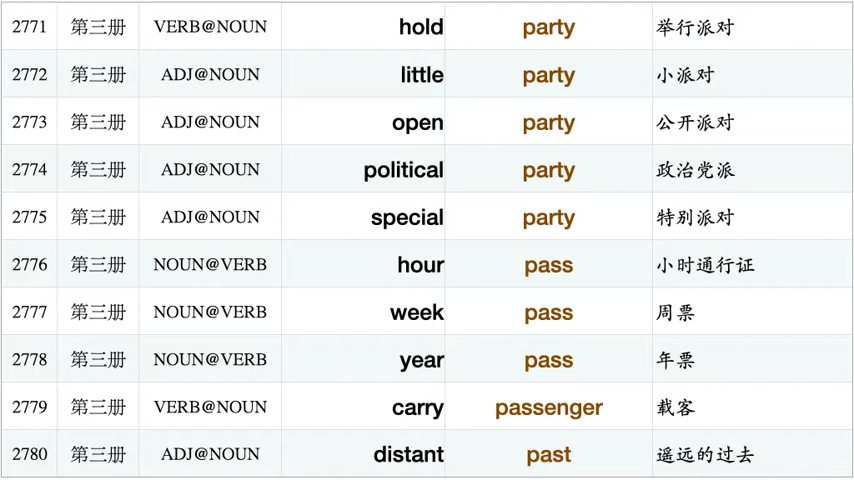 2771 第三册 VERB@NOUN hold party 举行派对
2772 第三册 ADJ@NOUN little party 小派对
2773 第三册 ADJ@NOUN open party 公开派对
2774 第三册 ADJ@NOUN political party 政治党派
2775 第三册 ADJ@NOUN special party 特别派对
2776 第三册 NOUN@VERB hour pass 小时通行证
2777 第三册 NOUN@VERB week pass 周票
2778 第三册 NOUN@VERB year pass 年票
2779 第三册 VERB@NOUN carry passenger 载客
2780 第三册 ADJ@NOUN distant past 遥远的过去